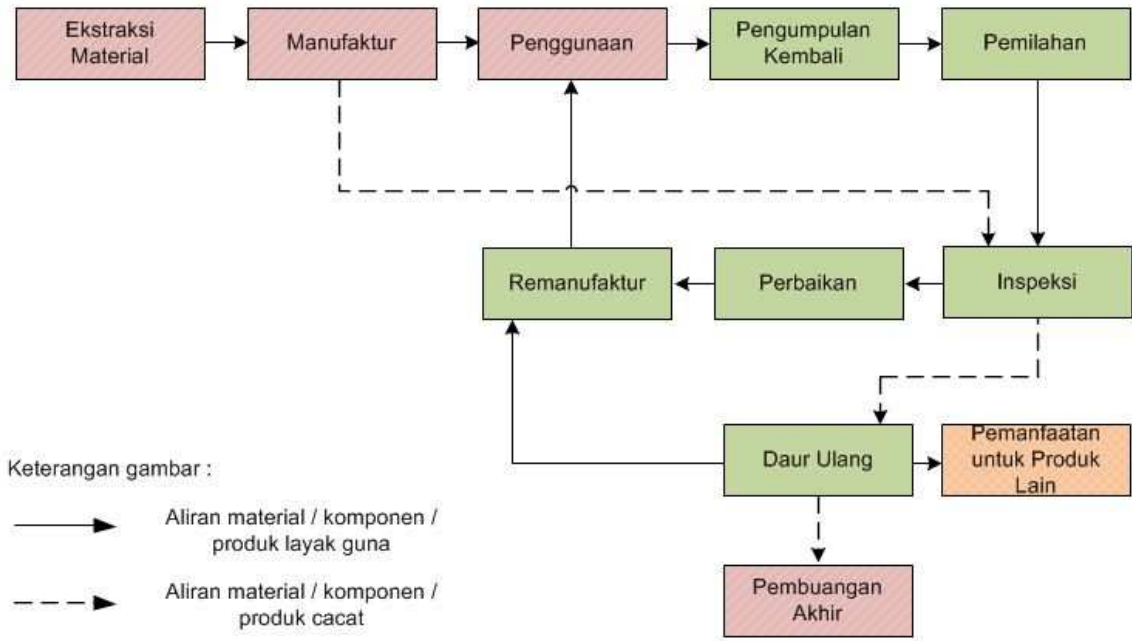 Ekstraksi
Material
Manufaktur
Penggunaan
Pengumpulan
Kembali
Pemilahan
Remanufaktur
Perbaikan
Inspeksi
Daur Ulang
Pemanfaatan
untuk Produk
Lain
Keterangan gambar :
Aliran material / komponen /
produk layak guna
Aliran material / komponen /
produk cacat
Pembuangan
Akhir